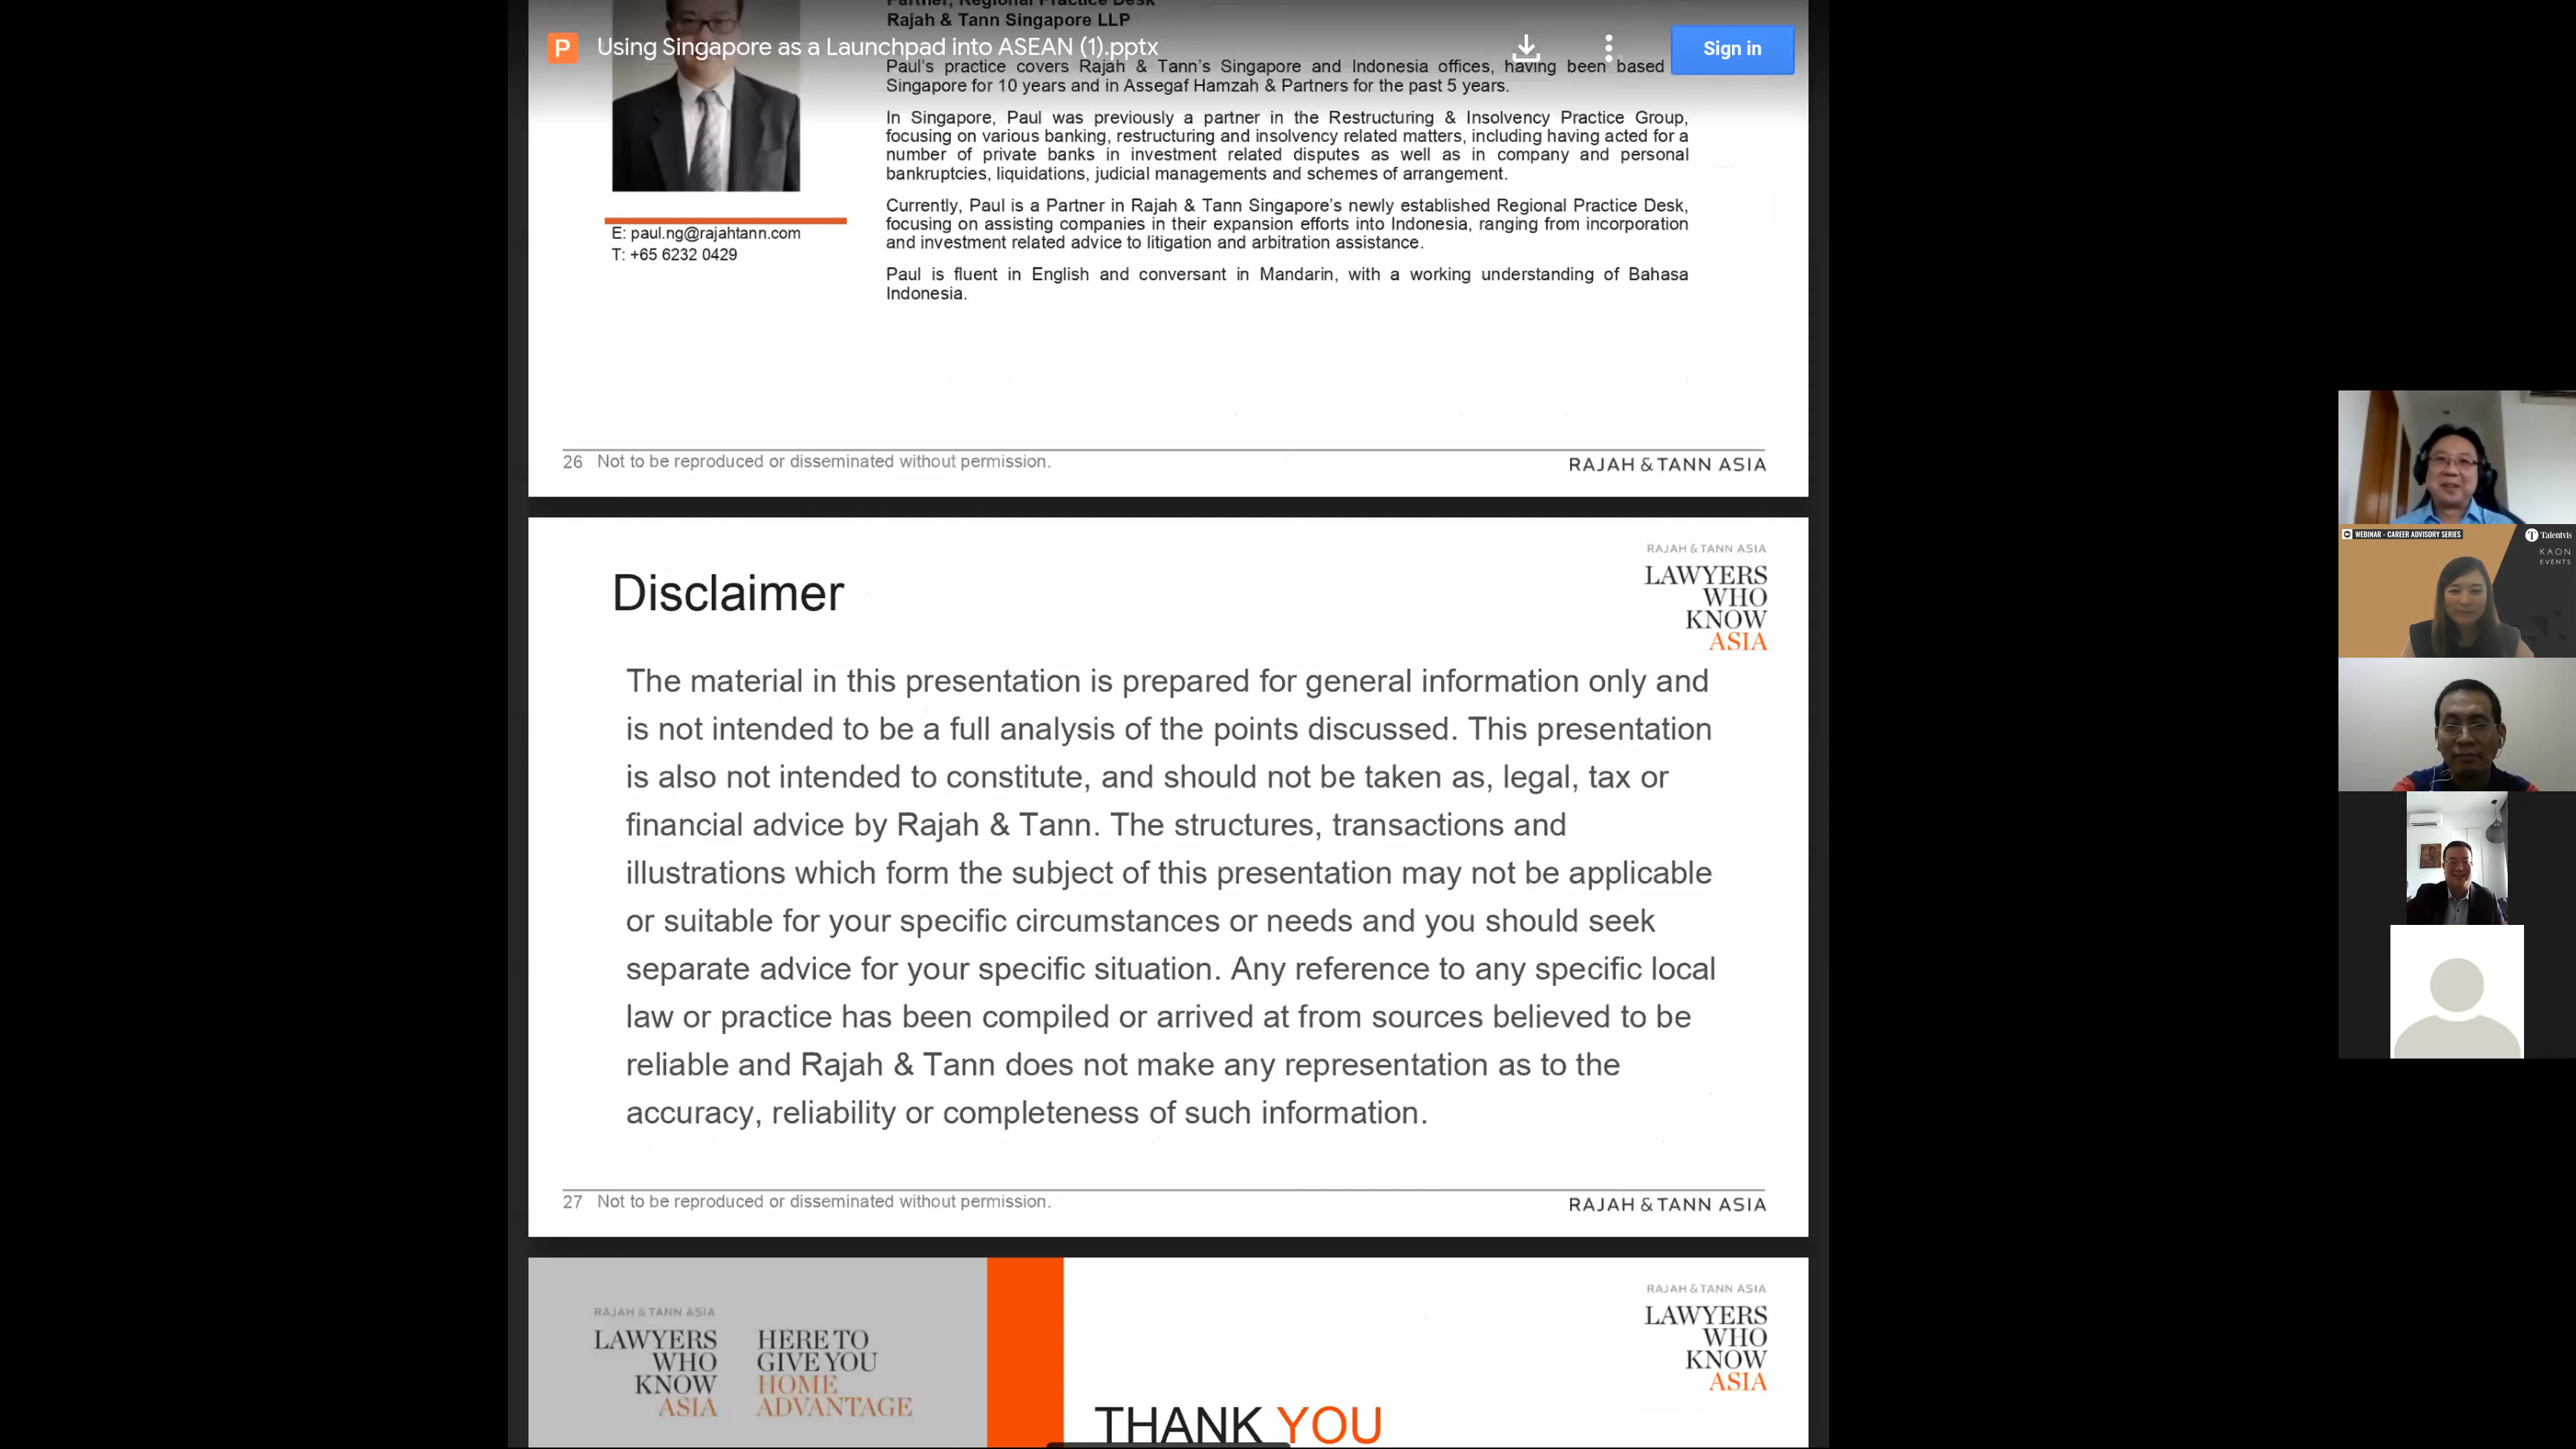 Partner, Regional Practice Desk
Rajah & Tann Singapore LLP
P Using Singapore as a Launchpad into ASEAN (1).pptx
Sign in
Paul's practice covers Rajah & Tann's Singapore and Indonesia offices, having been based
Singapore for 10 years and in Assegaf Hamzah & Partners for the past 5 years.
In Singapore, Paul was previously a partner in the Restructuring & Insolvency Practice Group,
focusing on various banking, restructuring and insolvency related matters, including having acted for a
number of private banks in investment related disputes as well as in company and personal
bankruptcies, liquidations, judicial managements and schemes of arrangement.
Currently, Paul is a Partner in Rajah & Tann Singapore's newly established Regional Practice Desk,
focusing on assisting companies in their expansion efforts into Indonesia, ranging from incorporation
and investment related advice to litigation and arbitration assistance.
Paul is fluent in English and conversant in Mandarin, with a working understanding of Bahasa
Indonesia.
E: paul.ng@rajahtann.com
T: +65 6232 0429
26 Not to be reproduced or disseminated without permission.
RAJAH & TANN ASIA
Disclaimer
RAJAH & TANN ASIA
LAWYERS
WHO
KNOW
ASIA
The material in this presentation is prepared for general information only and
is not intended to be a full analysis of the points discussed. This presentation
is also not intended to constitute, and should not be taken as, legal, tax or
financial advice by Rajah & Tann. The structures, transactions and
illustrations which form the subject of this presentation may not be applicable
or suitable for your specific circumstances or needs and you should seek
separate advice for your specific situation. Any reference to any specific local
law or practice has been compiled or arrived at from sources believed to be
reliable and Rajah & Tann does not make any representation as to the
accuracy, reliability or completeness of such information.
27 Not to be reproduced or disseminated without permission.
RAJAH & TANN ASIA
RAJAH & TANN ASIA
LAWYERS
WHO
KNOW
ASIA
HERE TO
GIVE YOU
HOME
ADVANTAGE
THANK YOU
RAJAH & TANN ASIA
LAWYERS
WHO
KNOW
ASIA
WEBINAR - CAREER ADVISORY SERIES
Talentvis
KAON
EVENTS